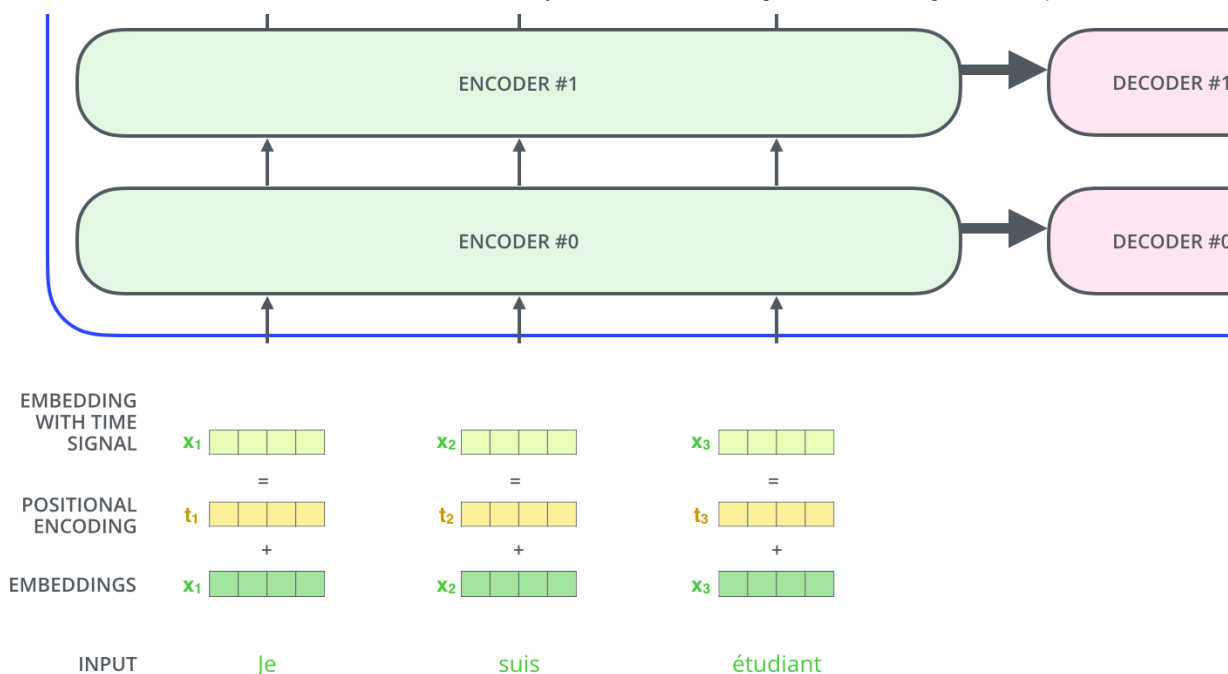 ENCODER #1
DECODER #1
ENCODER #0
DECODER #0
EMBEDDING
WITH TIME
SIGNAL
x1
x2
x3
= = =
POSITIONAL
ENCODING
t1
t2
t3
+ + +
EMBEDDINGS
x1
x2
x3
INPUT
Je
suis
étudiant